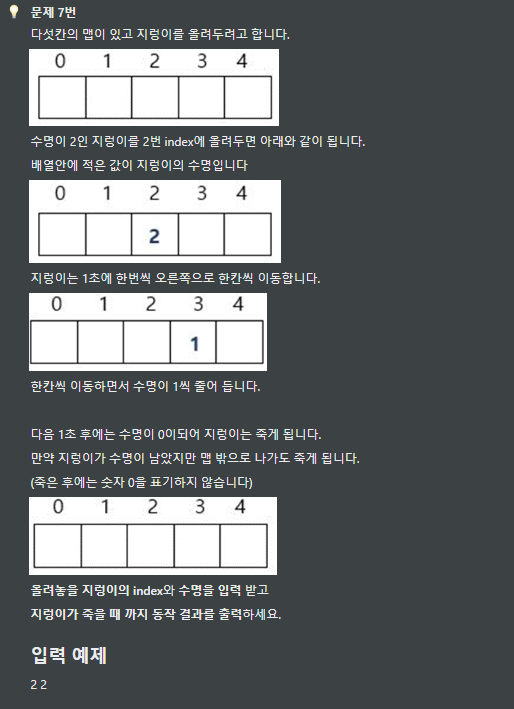 문제 7번
다섯칸의 맵이 있고 지렁이를 올려두려고 합니다.
0 1 2 3 4
수명이 2인 지렁이를 2번 index에 올려두면 아래와 같이 됩니다.
배열안에 적은 값이 지렁이의 수명입니다
0 1 2 3 4
2
지렁이는 1초에 한번씩 오른쪽으로 한칸씩 이동합니다.
0 1 2 3 4
1
한칸씩 이동하면서 수명이 1씩 줄어 듭니다.
다음 1초 후에는 수명이 0이되어 지렁이는 죽게 됩니다.
만약 지렁이가 수명이 남았지만 맵 밖으로 나가도 죽게 됩니다.
(죽은 후에는 숫자 0을 표기하지 않습니다)
0 1 2 3 4
올려놓을 지렁이의 index와 수명을 입력 받고
지렁이가 죽을 때 까지 동작 결과를 출력하세요.
입력 예제
2 2